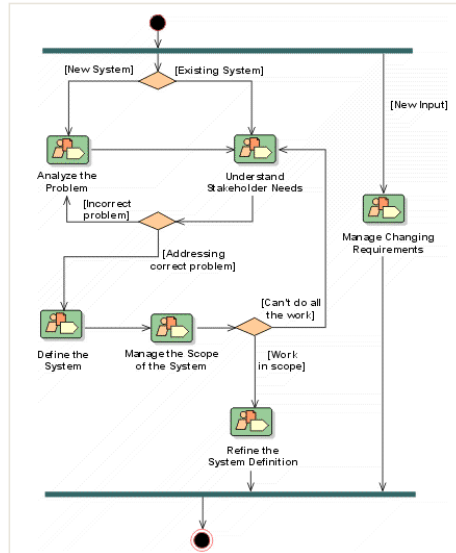 [New System]
[Existing System]
[New Input]
Analyze the
Problem
Understand
Stakeholder Needs
[Incorrect
problem]
Manage Changing
Requirements
[Addressing
correct problem]
[Can't do all
the work]
Define the
System
Manage the Scope
of the System
[Work
in scope]
Refine the
System Definition